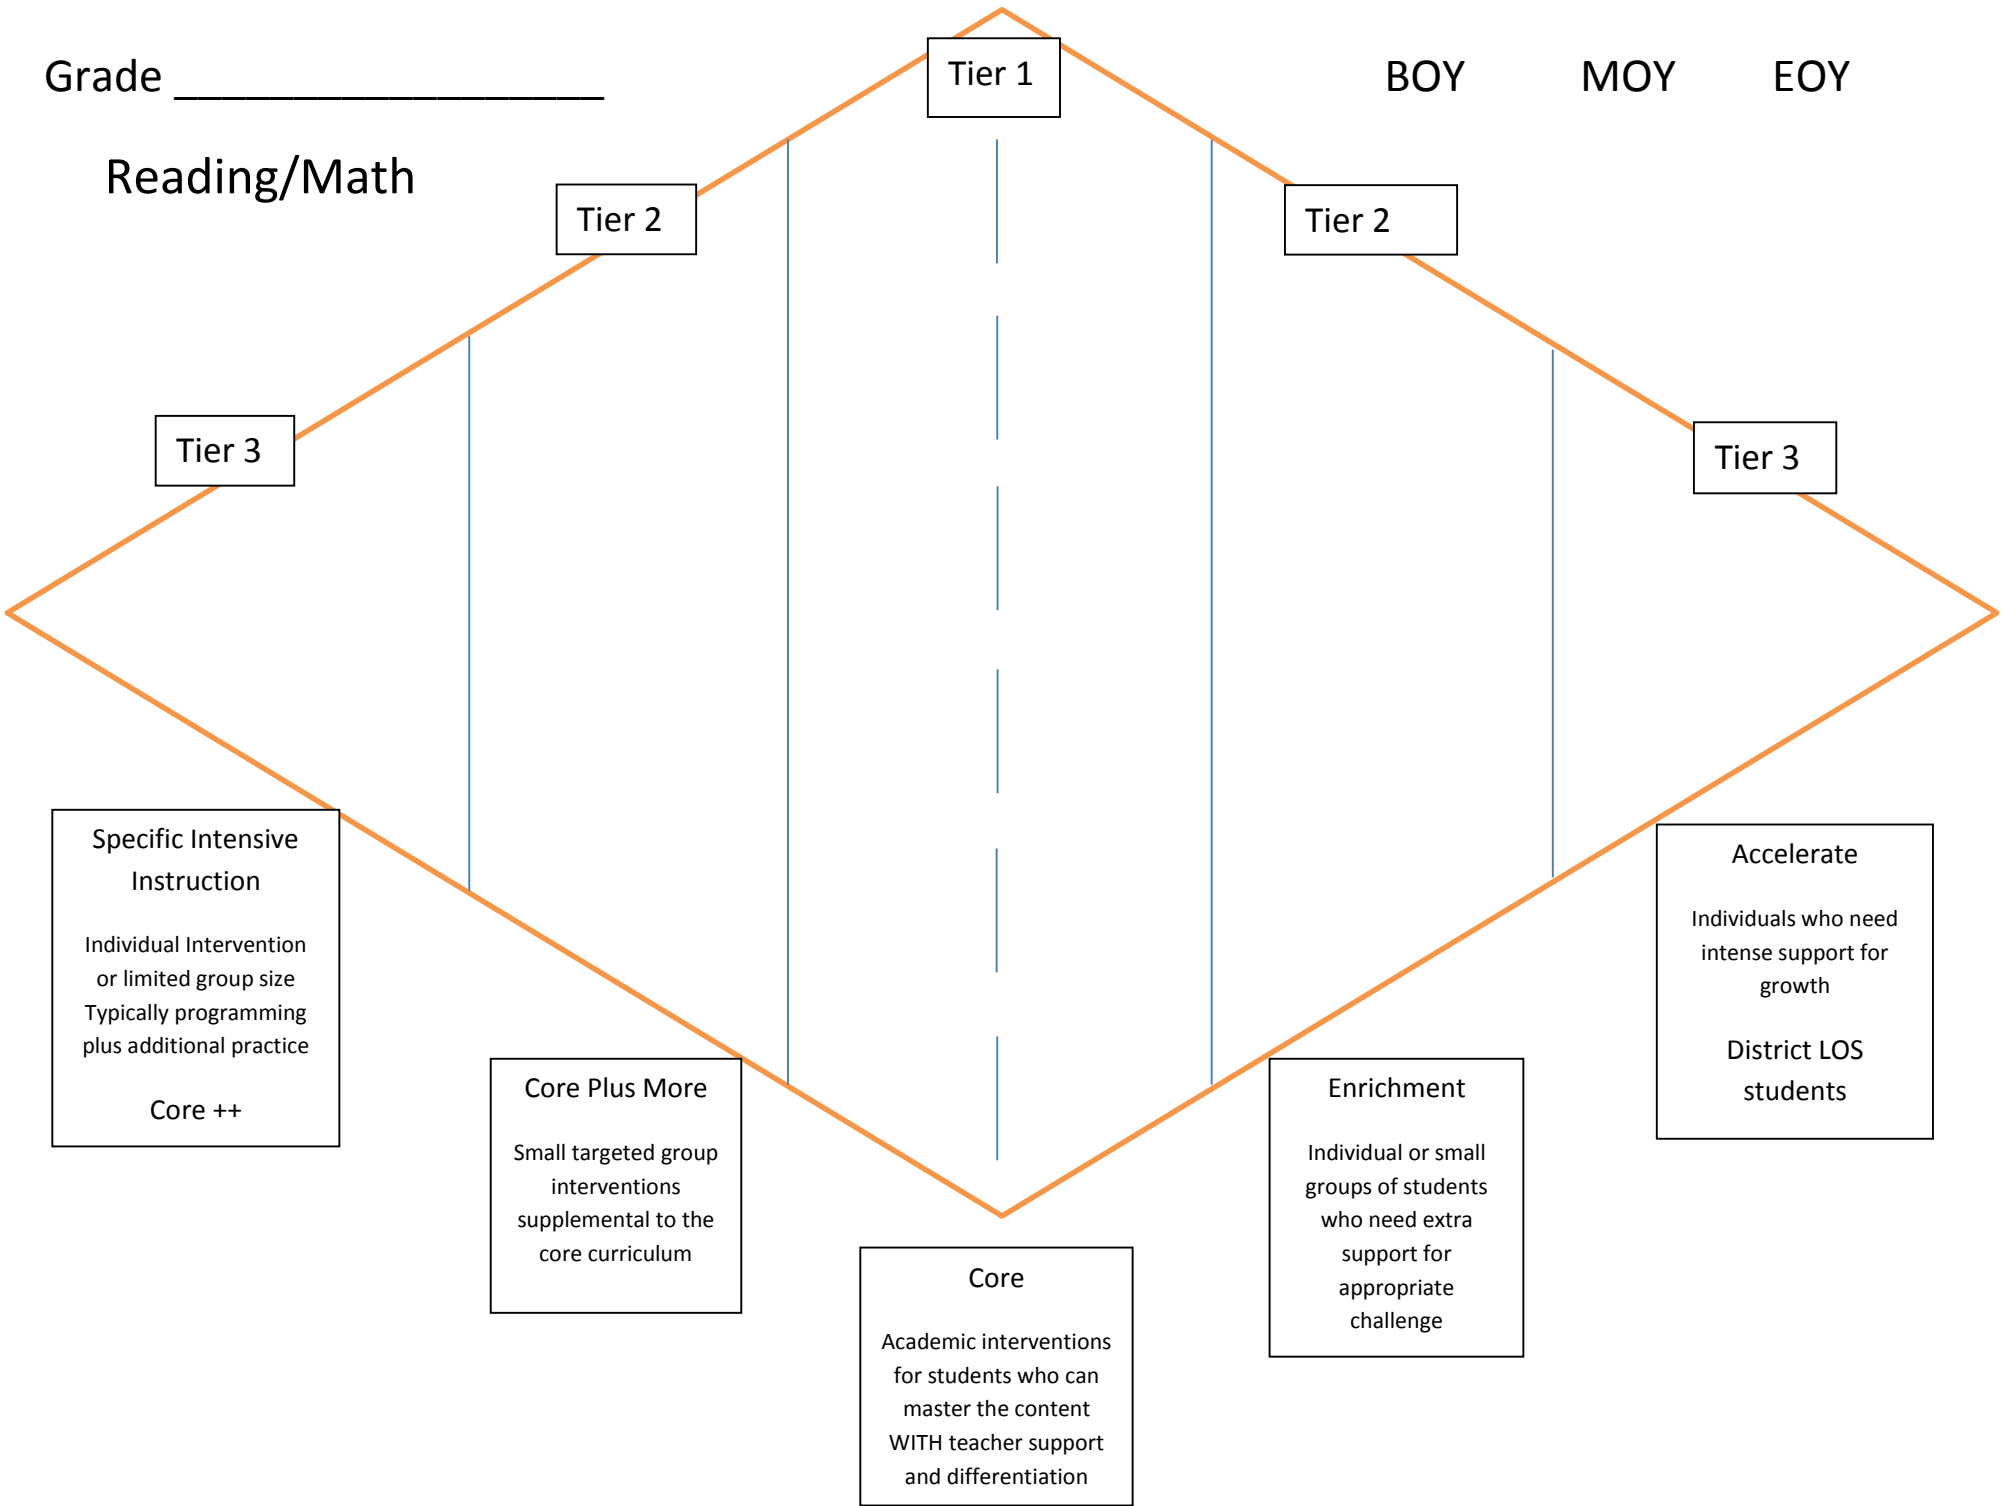 Grade __________________
BOY MOY EOY
Reading/Math
Tier 1
Tier 2
Tier 2
Tier 3
Tier 3
Specific Intensive
Instruction
Individual Intervention
or limited group size
Typically programming
plus additional practice
Core ++
Core Plus More
Small targeted group
interventions
supplemental to the
core curriculum
Core
Academic interventions
for students who can
master the content
WITH teacher support
and differentiation
Enrichment
Individual or small
groups of students
who need extra
support for
appropriate
challenge
Accelerate
Individuals who need
intense support for
growth
District LOS
students